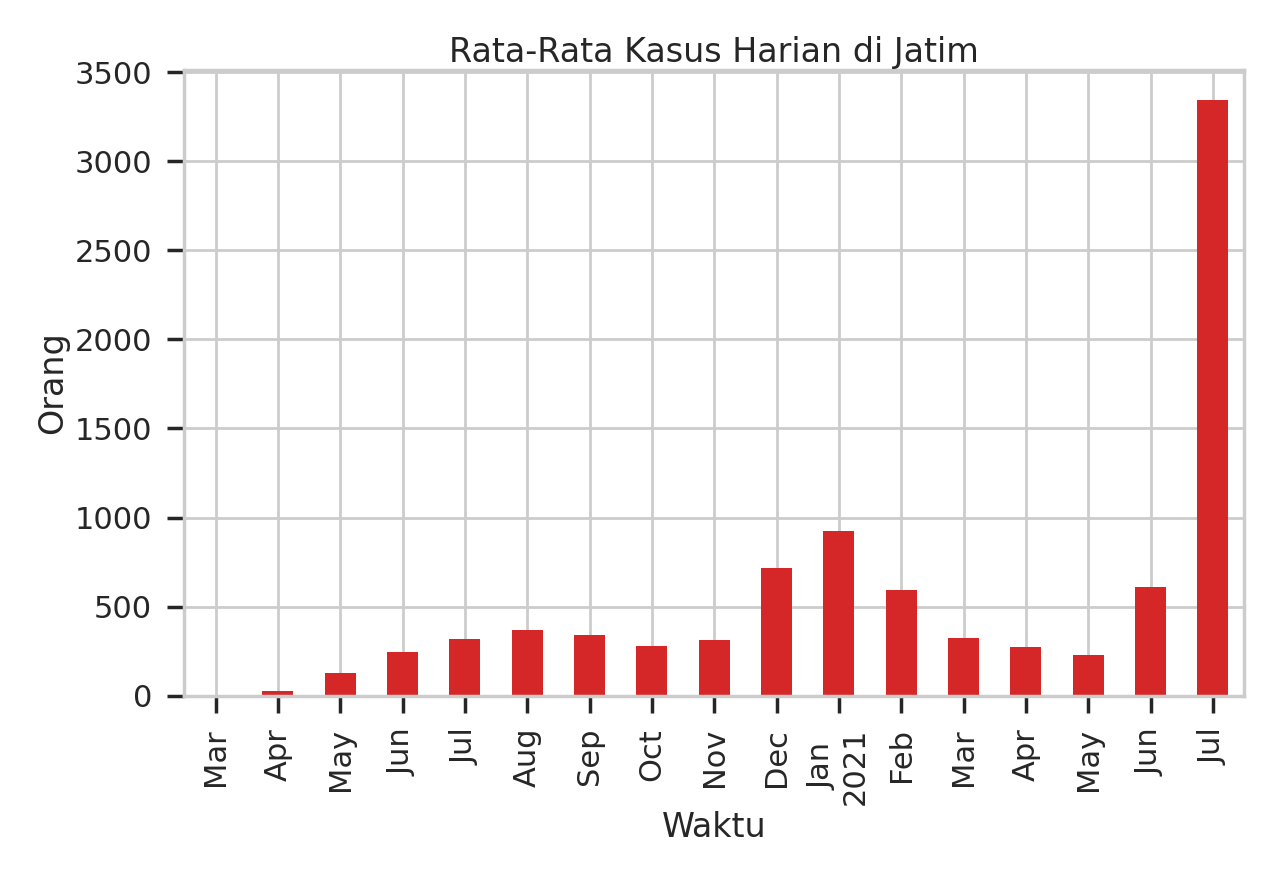 Rata-Rata Kasus Harian di Jatim
3500
3000
2500
2000
1500
1000
500
0
Orang
Mar
Apr
May
Jun
Jul
Aug
Sep
Oct
Nov
Dec
Jan
2021
Feb
Mar
Apr
May
Jun
Jul
Waktu